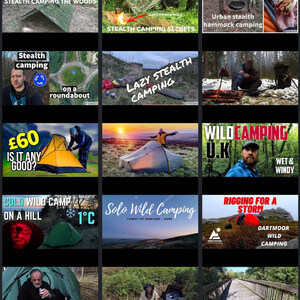 STEALTH CAMPING THE WOODS
STEALTH CAMPING SECRETS
Urban stealth
hammock camping
Stealth
camping
on a
roundabout
Lazy Stealth
Camping
£60
IS IT ANY
GOOD?
WILD CAMPING
U.K
WET &
WINDY
COLD WILD CAMP
ON A HILL
1°C
Solo Wild Camping
RIGGING FOR A
STORM
DARTMOOR
WILD
CAMPING